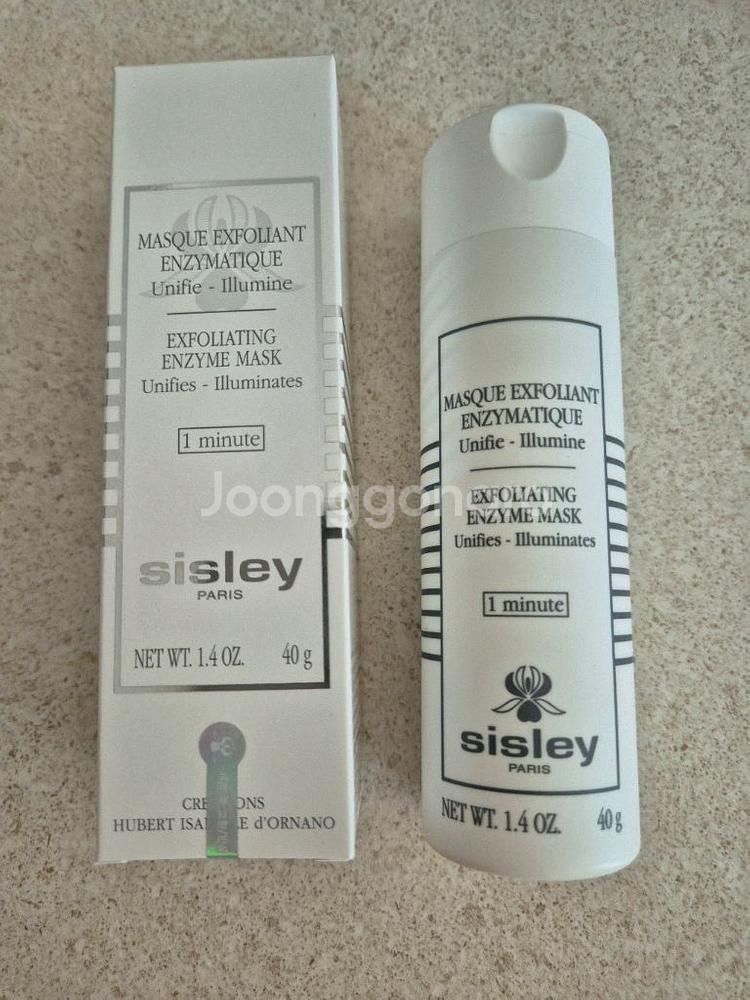 MASQUE EXFOLIANT
ENZYMATIQUE
Unifie - Illumine
EXFOLIATING
ENZYME MASK
Unifies - Illuminates
1 minute
sisley
PARIS
NET WT. 1.4 OZ. 40 g
HUBERT d'ORNANO
MASQUE EXFOLIANT
ENZYMATIQUE
Unifie - Illumine
EXFOLIATING
ENZYME MASK
Unifies - Illuminates
1 minute
sisley
PARIS
NET WT. 1.4 OZ. 40 g